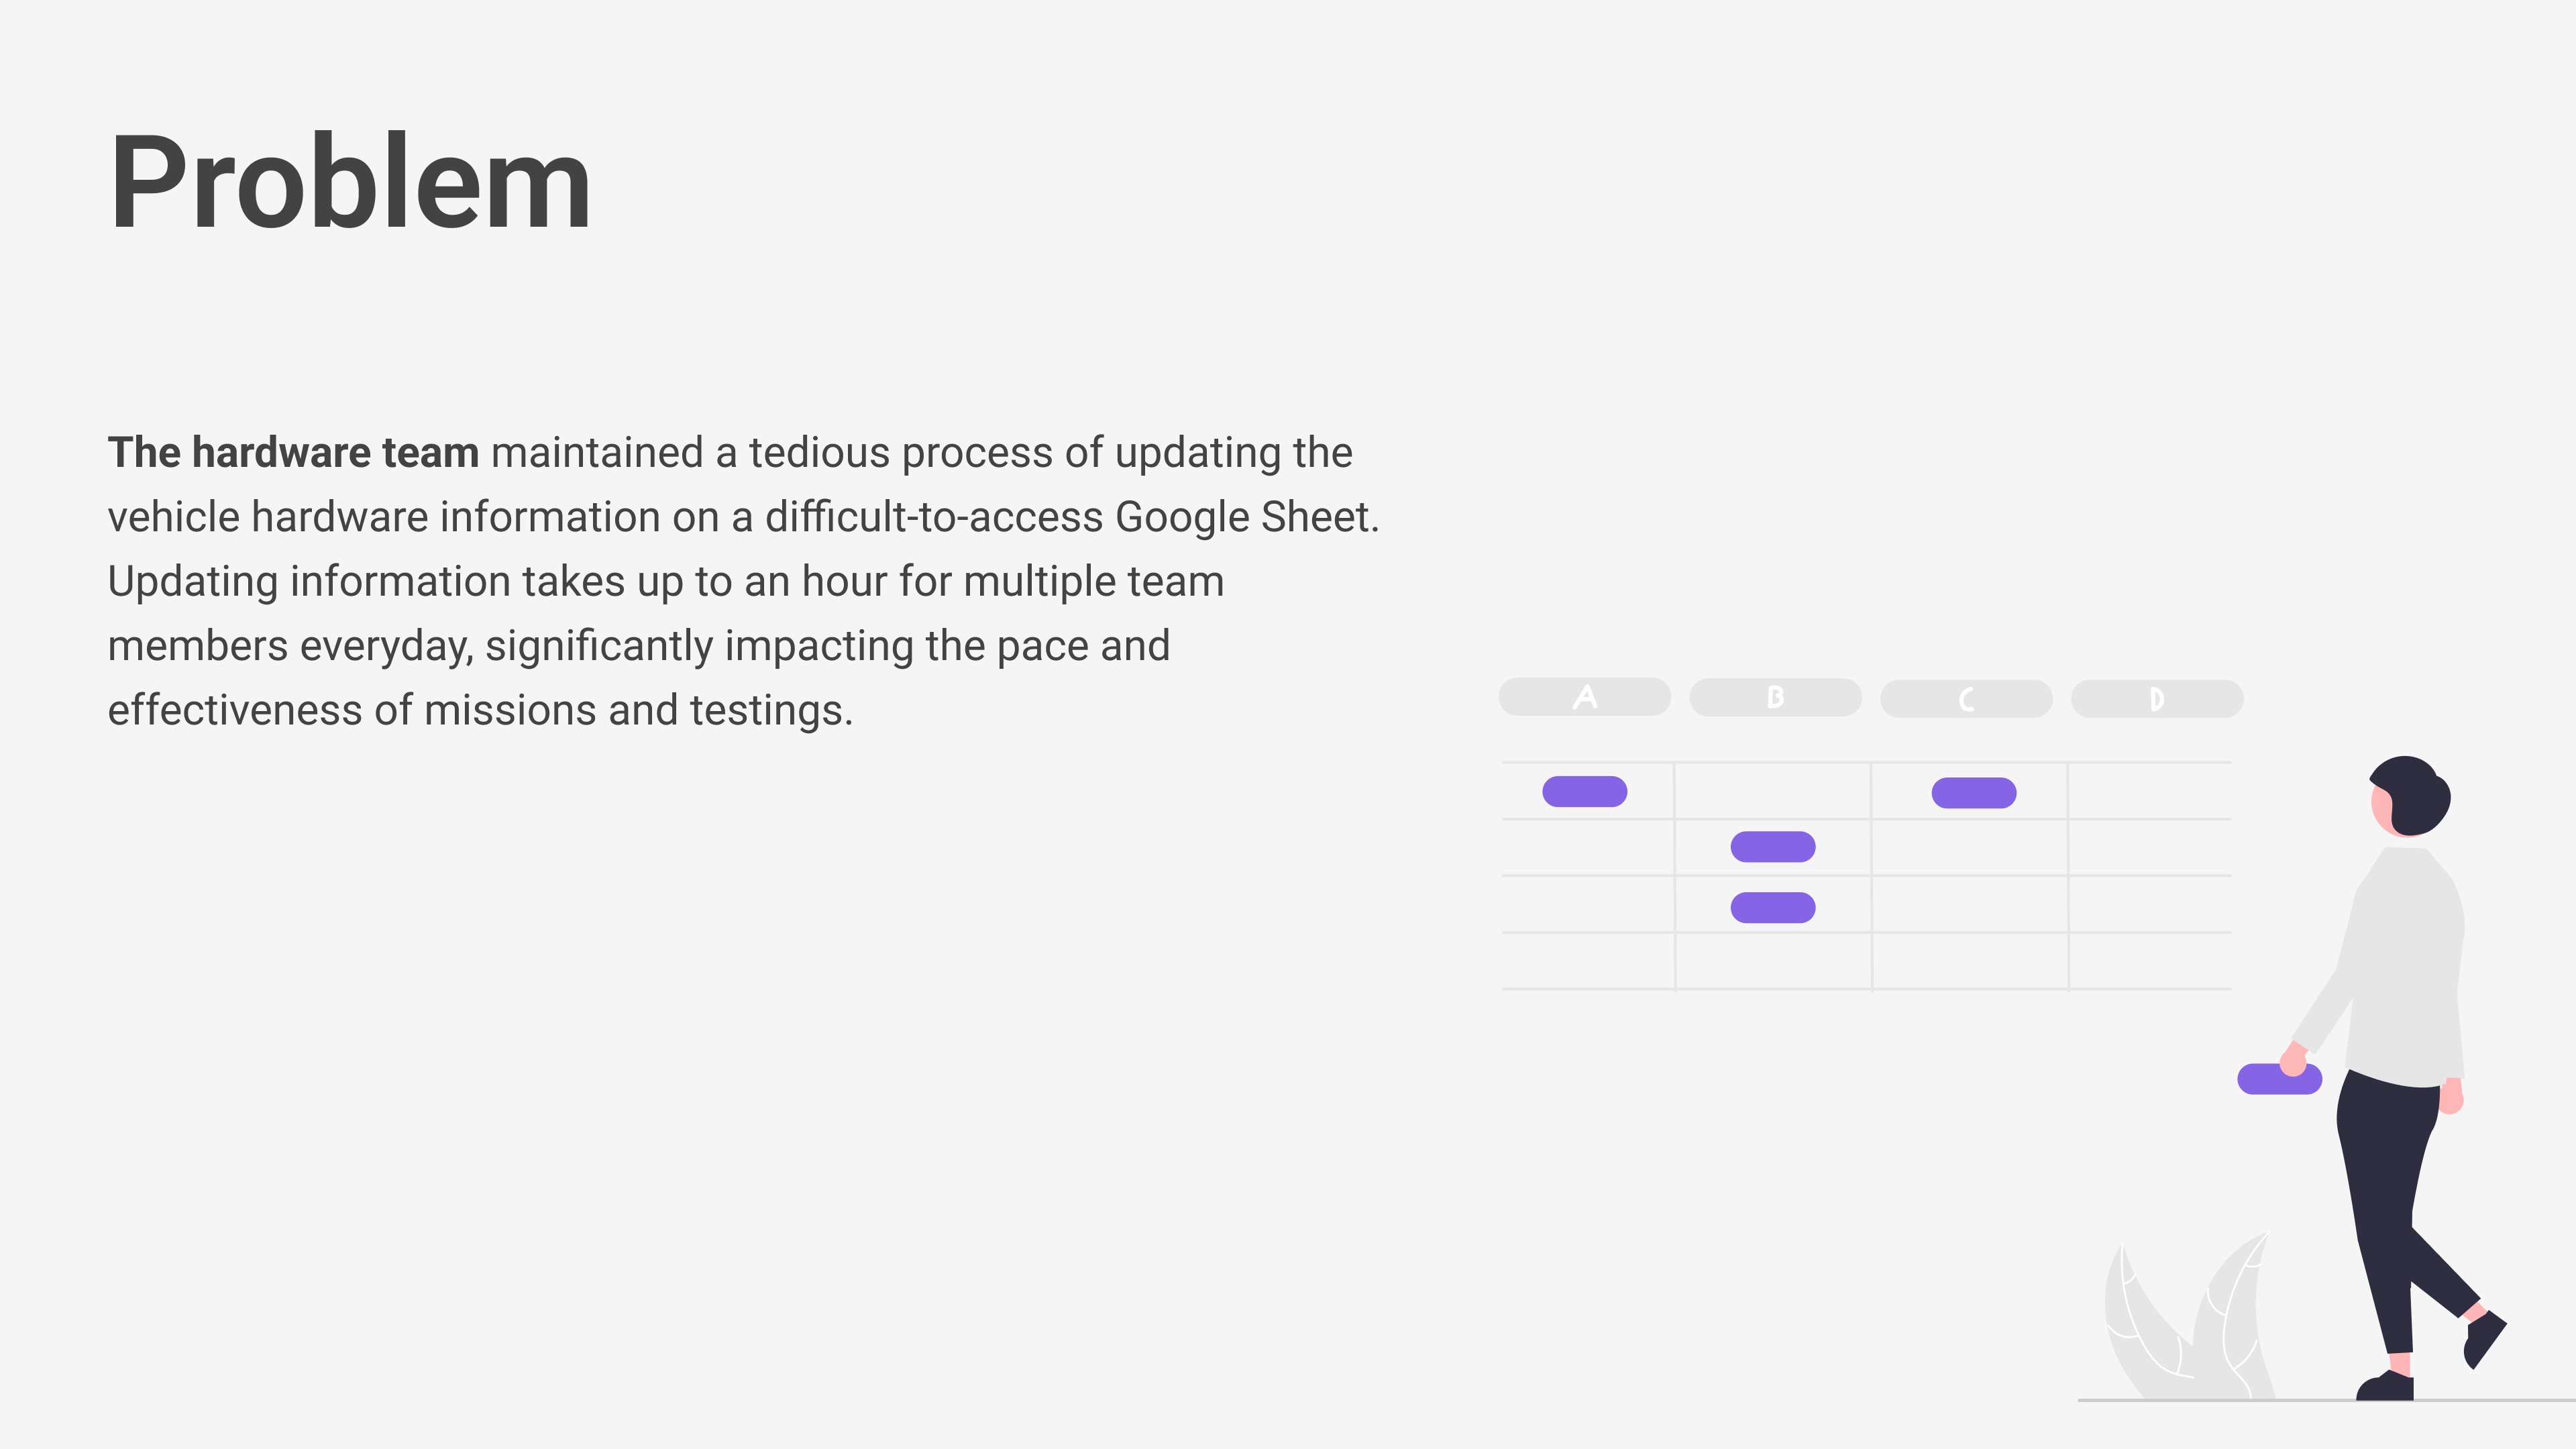 Problem
The hardware team maintained a tedious process of updating the
vehicle hardware information on a difficult-to-access Google Sheet.
Updating information takes up to an hour for multiple team
members everyday, significantly impacting the pace and
effectiveness of missions and testings.
A B C D